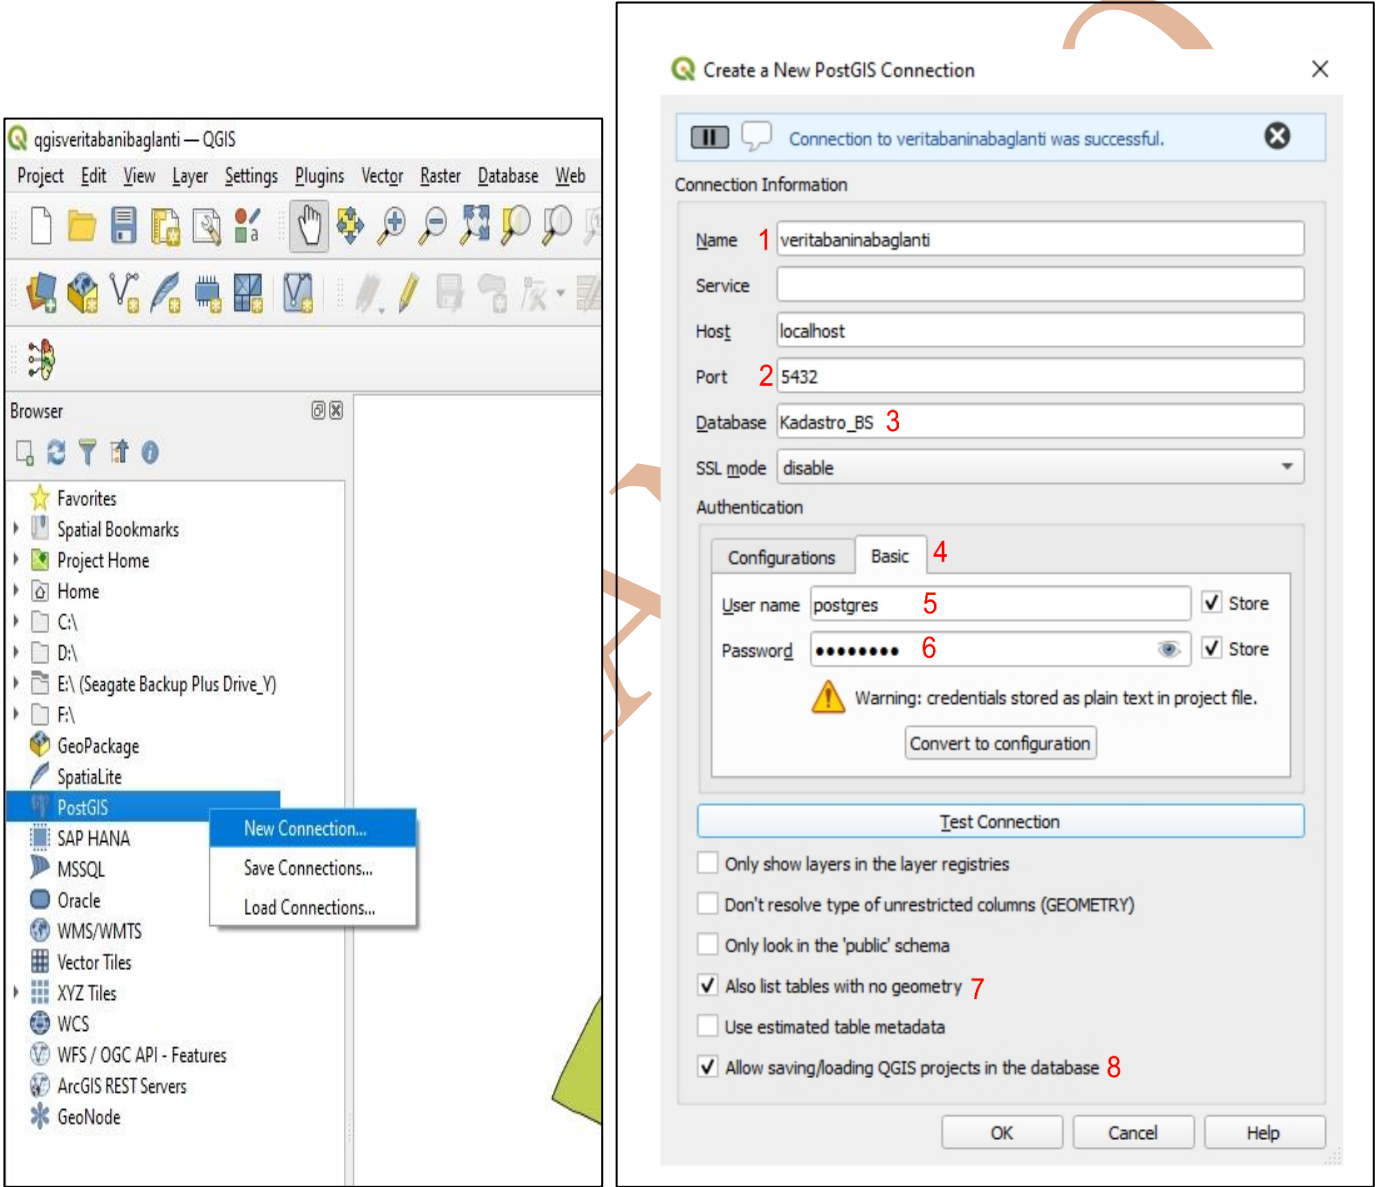 qgisveritabanibaglanti — QGIS
Project Edit View Layer Settings Plugins Vector Raster Database Web
Browser
Favorites
Spatial Bookmarks
Project Home
Home
C:\
D:\
E:\ (Seagate Backup Plus Drive_Y)
F:\
GeoPackage
SpatiaLite
PostGIS
SAP HANA
MSSQL
Oracle
WMS/WMTS
Vector Tiles
XYZ Tiles
WCS
WFS / OGC API - Features
ArcGIS REST Servers
GeoNode
New Connection...
Save Connections...
Load Connections...
Create a New PostGIS Connection
Connection to veritabaninabaglanti was successful.
Connection Information
Name 1 veritabaninabaglanti
Service
Host localhost
Port 2 5432
Database Kadastro_BS 3
SSL mode disable
Authentication
Configurations Basic 4
User name postgres 5 Store
Password ●●●●●●●● 6 Store
Warning: credentials stored as plain text in project file.
Convert to configuration
Test Connection
Only show layers in the layer registries
Don't resolve type of unrestricted columns (GEOMETRY)
Only look in the 'public' schema
Also list tables with no geometry 7
Use estimated table metadata
Allow saving/loading QGIS projects in the database 8
OK Cancel Help